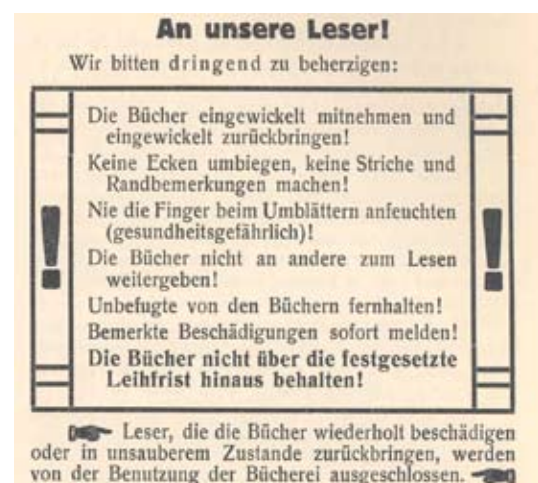 An unsere Leser!
Wir bitten dringend zu beherzigen:
Die Bücher eingewickelt mitnehmen und
eingewickelt zurückbringen!
Keine Ecken umbiegen, keine Striche und
Randbemerkungen machen!
Nie die Finger beim Umblättern anfeuchten
(gesundheitsgefährlich)!
Die Bücher nicht an andere zum Lesen
weitergeben!
Unbefugte von den Büchern fernhalten!
Bemerkte Beschädigungen sofort melden!
Die Bücher nicht über die festgesetzte
Leihfrist hinaus behalten!
! !
Leser, die die Bücher wiederholt beschädigen
oder in unsauberem Zustande zurückbringen, werden
von der Benutzung der Bücherei ausgeschlossen.